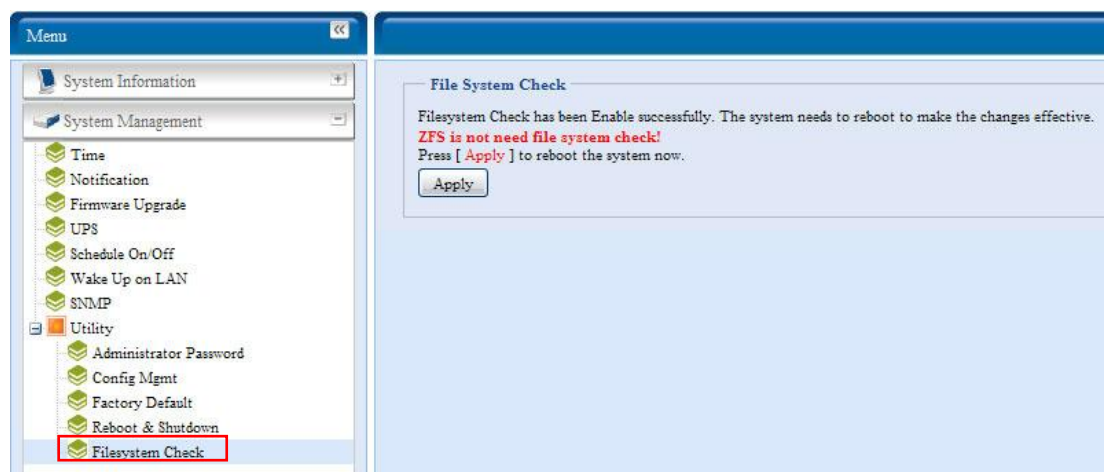 Menu
System Information
System Management
Time
Notification
Firmware Upgrade
UPS
Schedule On/Off
Wake Up on LAN
SNMP
Utility
Administrator Password
Config Mgmt
Factory Default
Reboot & Shutdown
Filesystem Check
File System Check
Filesystem Check has been Enable successfully. The system needs to reboot to make the changes effective.
ZFS is not need file system check!
Press [ Apply ] to reboot the system now.
Apply